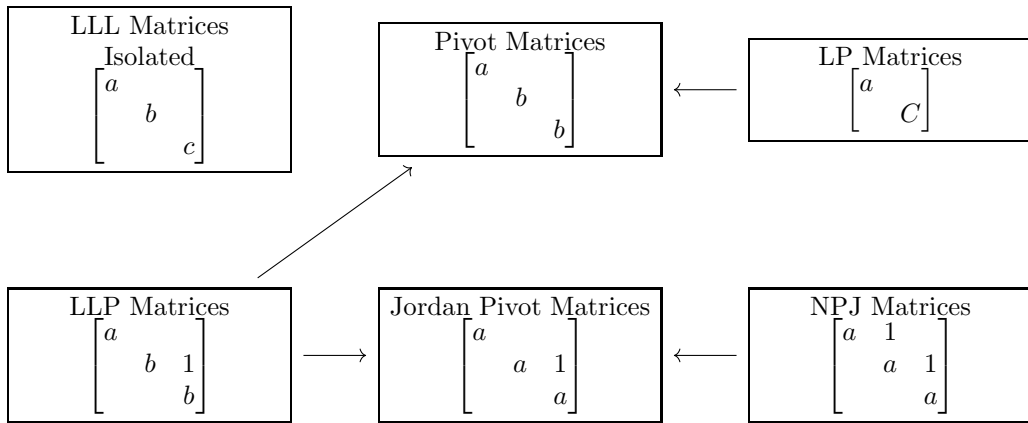 LLL Matrices
Isolated
a
b
c
Pivot Matrices
a
b
b
LP Matrices
a
C
LLP Matrices
a
b 1
b
Jordan Pivot Matrices
a
a 1
a
NPJ Matrices
a 1
a 1
a